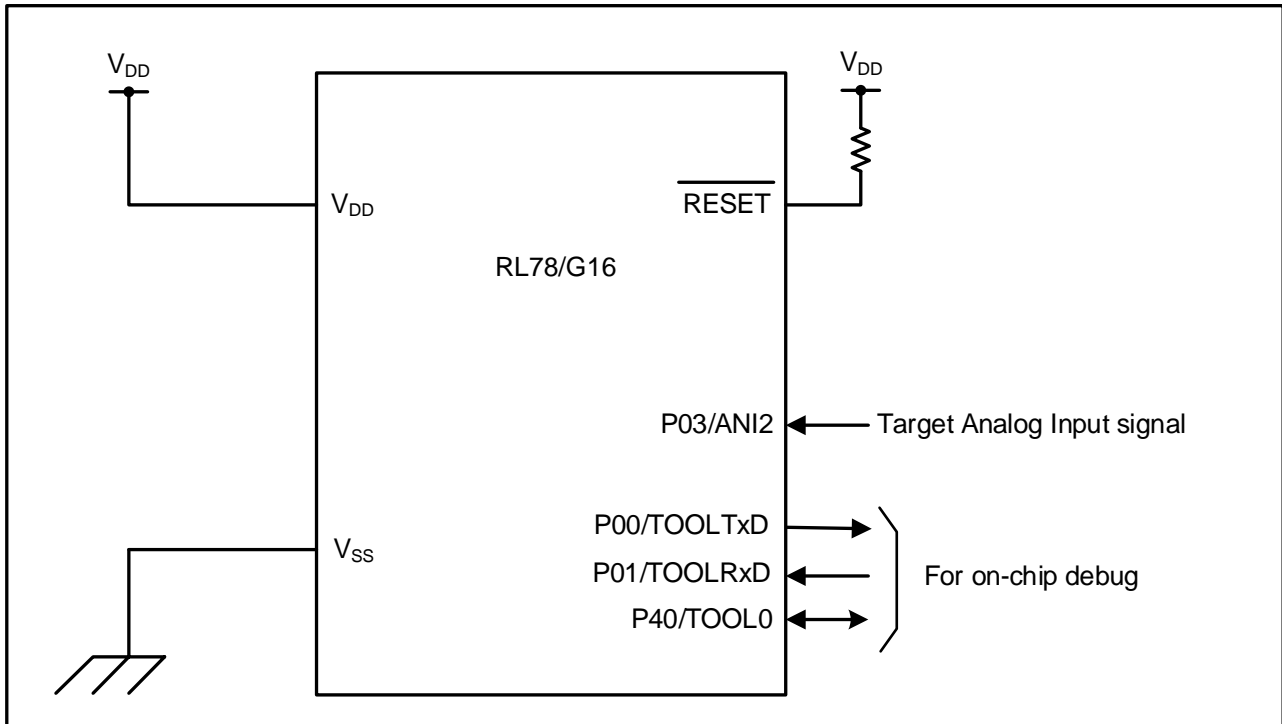 VDD
VDD
VDD
RESET
RL78/G16
P03/ANI2
Target Analog Input signal
P00/TOOLTxD
VSS
P01/TOOLRxD
For on-chip debug
P40/TOOL0